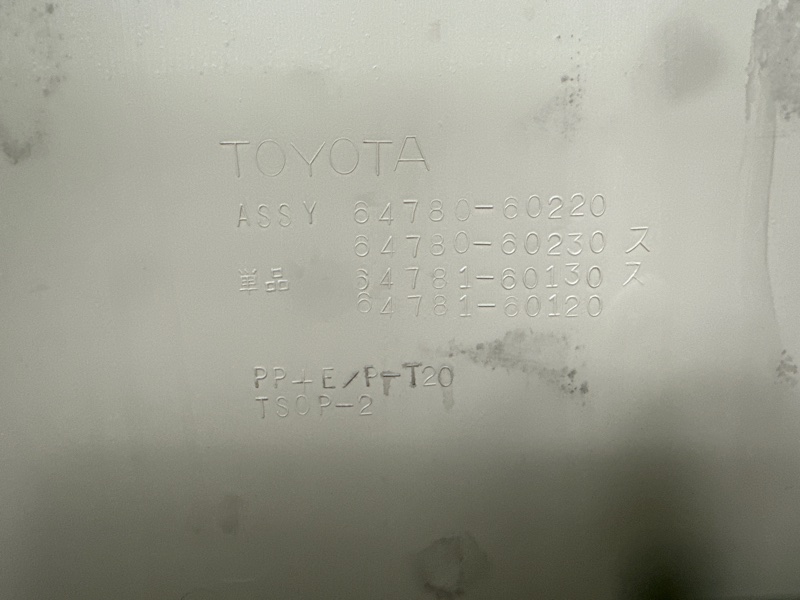 TOYOTA
ASSY 64780-60220
64780-60230 ス
単品 64781-60130 ス
64781-60120
PP+E/P-T20
TSOP-2